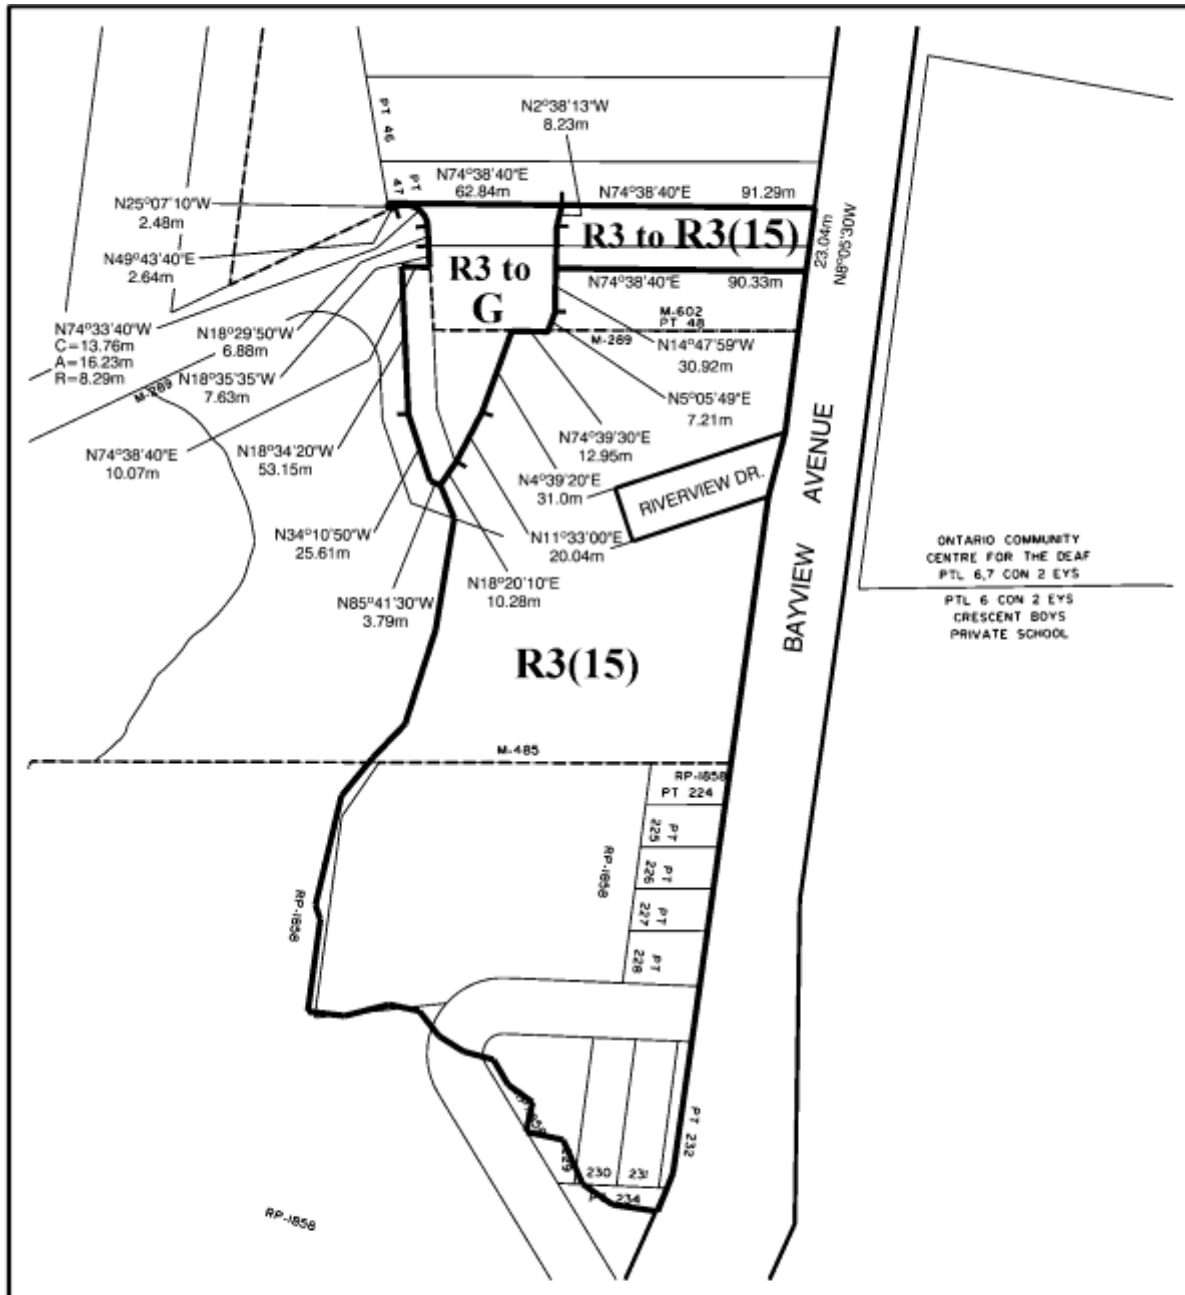 N2°38'13"W
8.23m
PT 46
PT
47
N74°38'40"E
62.84m
N74°38'40"E 91.29m
N25°07'10"W
2.48m
23.04m
N8°05'30W
R3 to R3(15)
N49°43'40"E
2.64m
R3 to
G
N74°38'40"E 90.33m
M-602
PT 48
M-289
N74°33'40"W
C=13.76m
A=16.23m
R=8.29m
N18°29'50"W
6.88m
N14°47'59"W
30.92m
N18°35'35"W
7.63m
M-289
N5°05'49"E
7.21m
N74°38'40"E
10.07m
N18°34'20"W
53.15m
N74°39'30"E
12.95m
N4°39'20"E
31.0m
RIVERVIEW DR.
BAYVIEW AVENUE
N34°10'50"W
25.61m
N11°33'00"E
20.04m
N18°20'10"E
10.28m
N85°41'30"W
3.79m
ONTARIO COMMUNITY
CENTRE FOR THE DEAF
PTL 6,7 CON 2 EYS
PTL 6 CON 2 EYS
CRESCENT BOYS
PRIVATE SCHOOL
R3(15)
M-485
RP-1858
PT 224
PT
225
PT
226
PT
227
PT
228
RP-1858
RP-1858
RP-1858
PT 232
229
230
231
PT 234
RP-1858